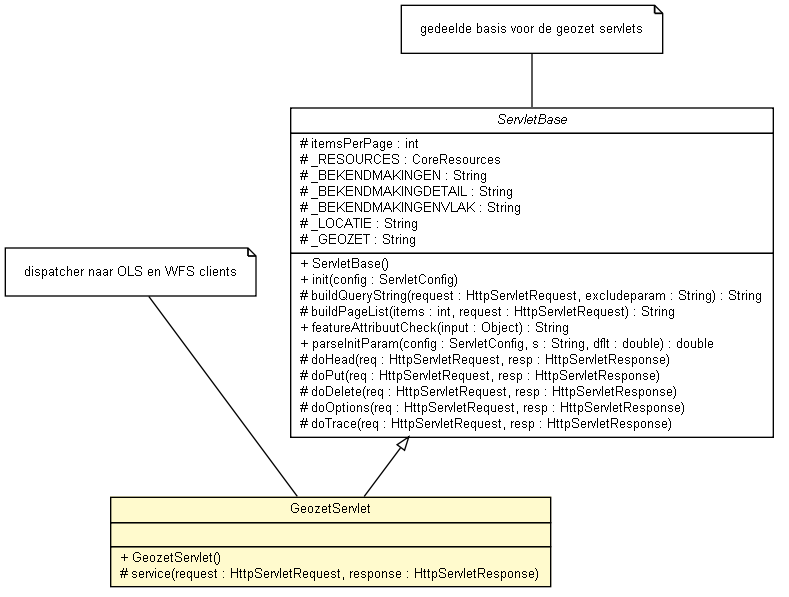 gedeelde basis voor de geozet servlets
ServletBase
# itemsPerPage : int
# _RESOURCES : CoreResources
# _BEKENDMAKINGEN : String
# _BEKENDMAKINGDETAIL : String
# _BEKENDMAKINGENVLAK : String
# _LOCATIE : String
# _GEOZET : String
+ ServletBase()
+ init(config : ServletConfig)
# buildQueryString(request : HttpServletRequest, excludeparam : String) : String
# buildPageList(items : int, request : HttpServletRequest) : String
+ featureAttribuutCheck(input : Object) : String
+ parseInitParam(config : ServletConfig, s : String, dflt : double) : double
# doHead(req : HttpServletRequest, resp : HttpServletResponse)
# doPut(req : HttpServletRequest, resp : HttpServletResponse)
# doDelete(req : HttpServletRequest, resp : HttpServletResponse)
# doOptions(req : HttpServletRequest, resp : HttpServletResponse)
# doTrace(req : HttpServletRequest, resp : HttpServletResponse)
dispatcher naar OLS en WFS clients
GeozetServlet
+ GeozetServlet()
# service(request : HttpServletRequest, response : HttpServletResponse)